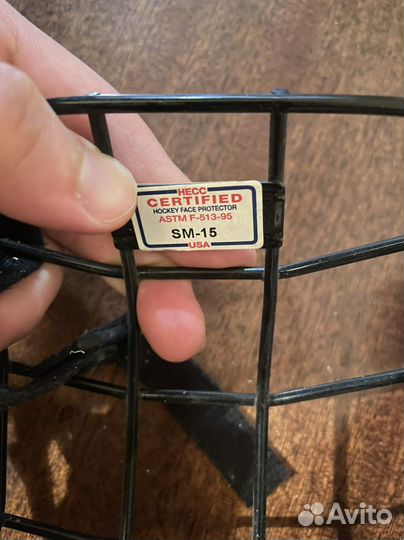 HECC
CERTIFIED
HOCKEY FACE PROTECTOR
ASTM F-513-95
SM-15
USA
Avito